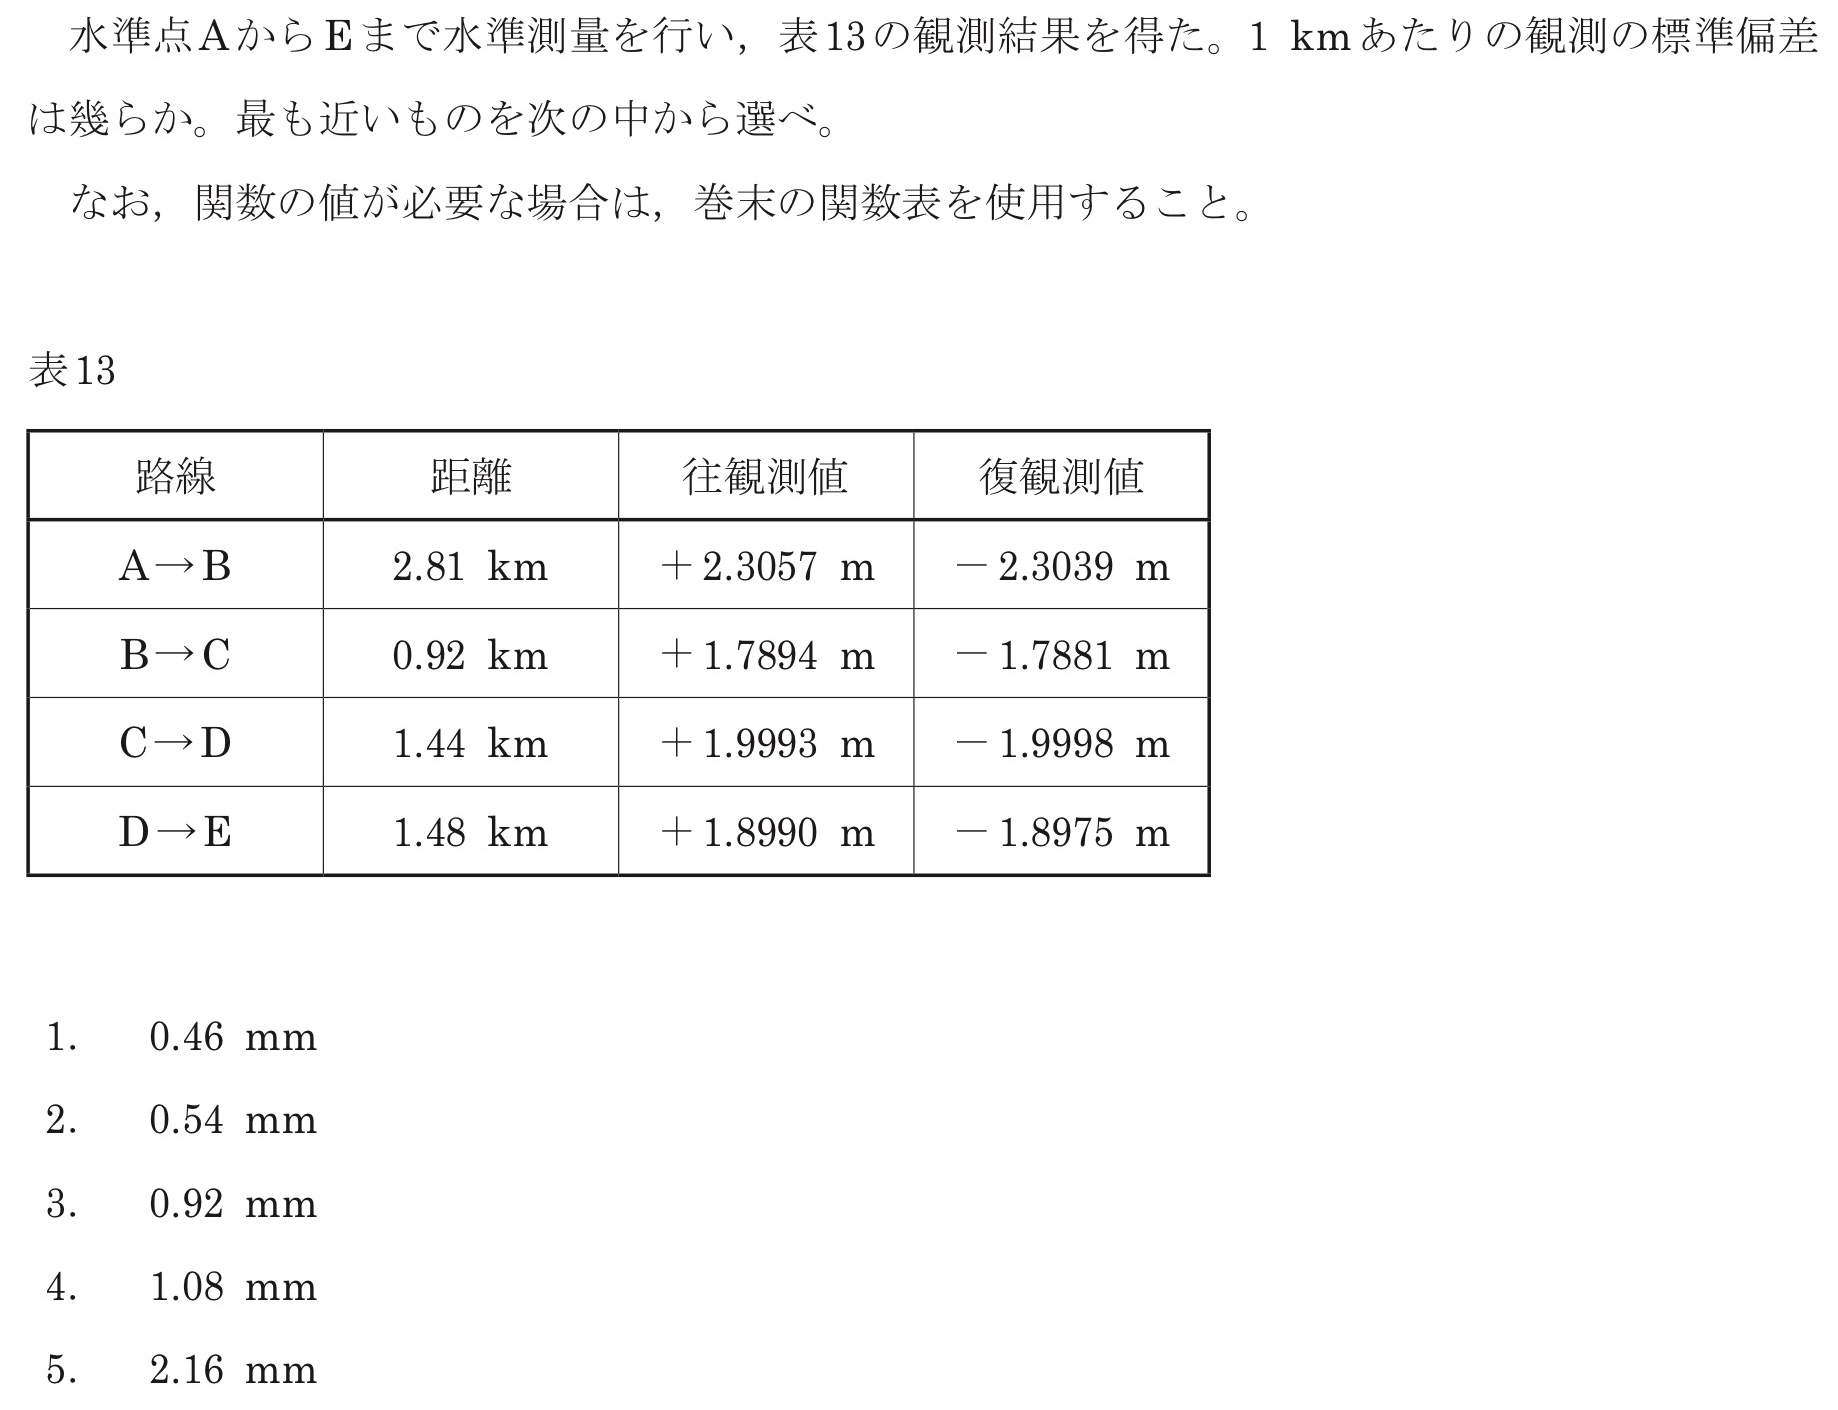 水準点AからEまで水準測量を行い，表13の観測結果を得た。1 kmあたりの観測の標準偏差
は幾らか。最も近いものを次の中から選べ。
なお，関数の値が必要な場合は，巻末の関数表を使用すること。
表13
路線 距離 往観測値 復観測値
A→B 2.81 km ＋2.3057 m －2.3039 m
B→C 0.92 km ＋1.7894 m －1.7881 m
C→D 1.44 km ＋1.9993 m －1.9998 m
D→E 1.48 km ＋1.8990 m －1.8975 m
1. 0.46 mm
2. 0.54 mm
3. 0.92 mm
4. 1.08 mm
5. 2.16 mm